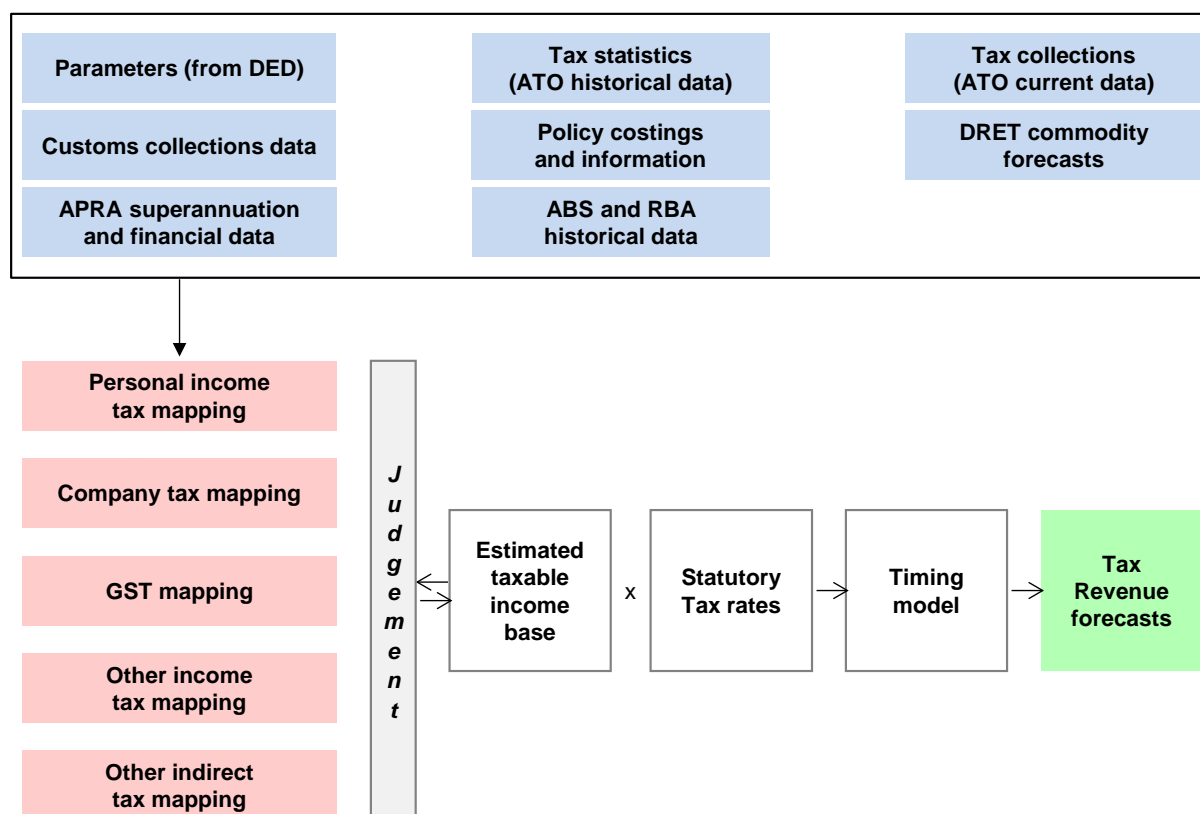 Parameters (from DED)
Tax statistics
(ATO historical data)
Tax collections
(ATO current data)
Customs collections data
Policy costings
and information
DRET commodity
forecasts
APRA superannuation
and financial data
ABS and RBA
historical data
Personal income
tax mapping
Company tax mapping
GST mapping
Other income
tax mapping
Other indirect
tax mapping
J
u
d
g
e
m
e
n
t
Estimated
taxable
income
base
x
Statutory
Tax rates
Timing
model
Tax
Revenue
forecasts